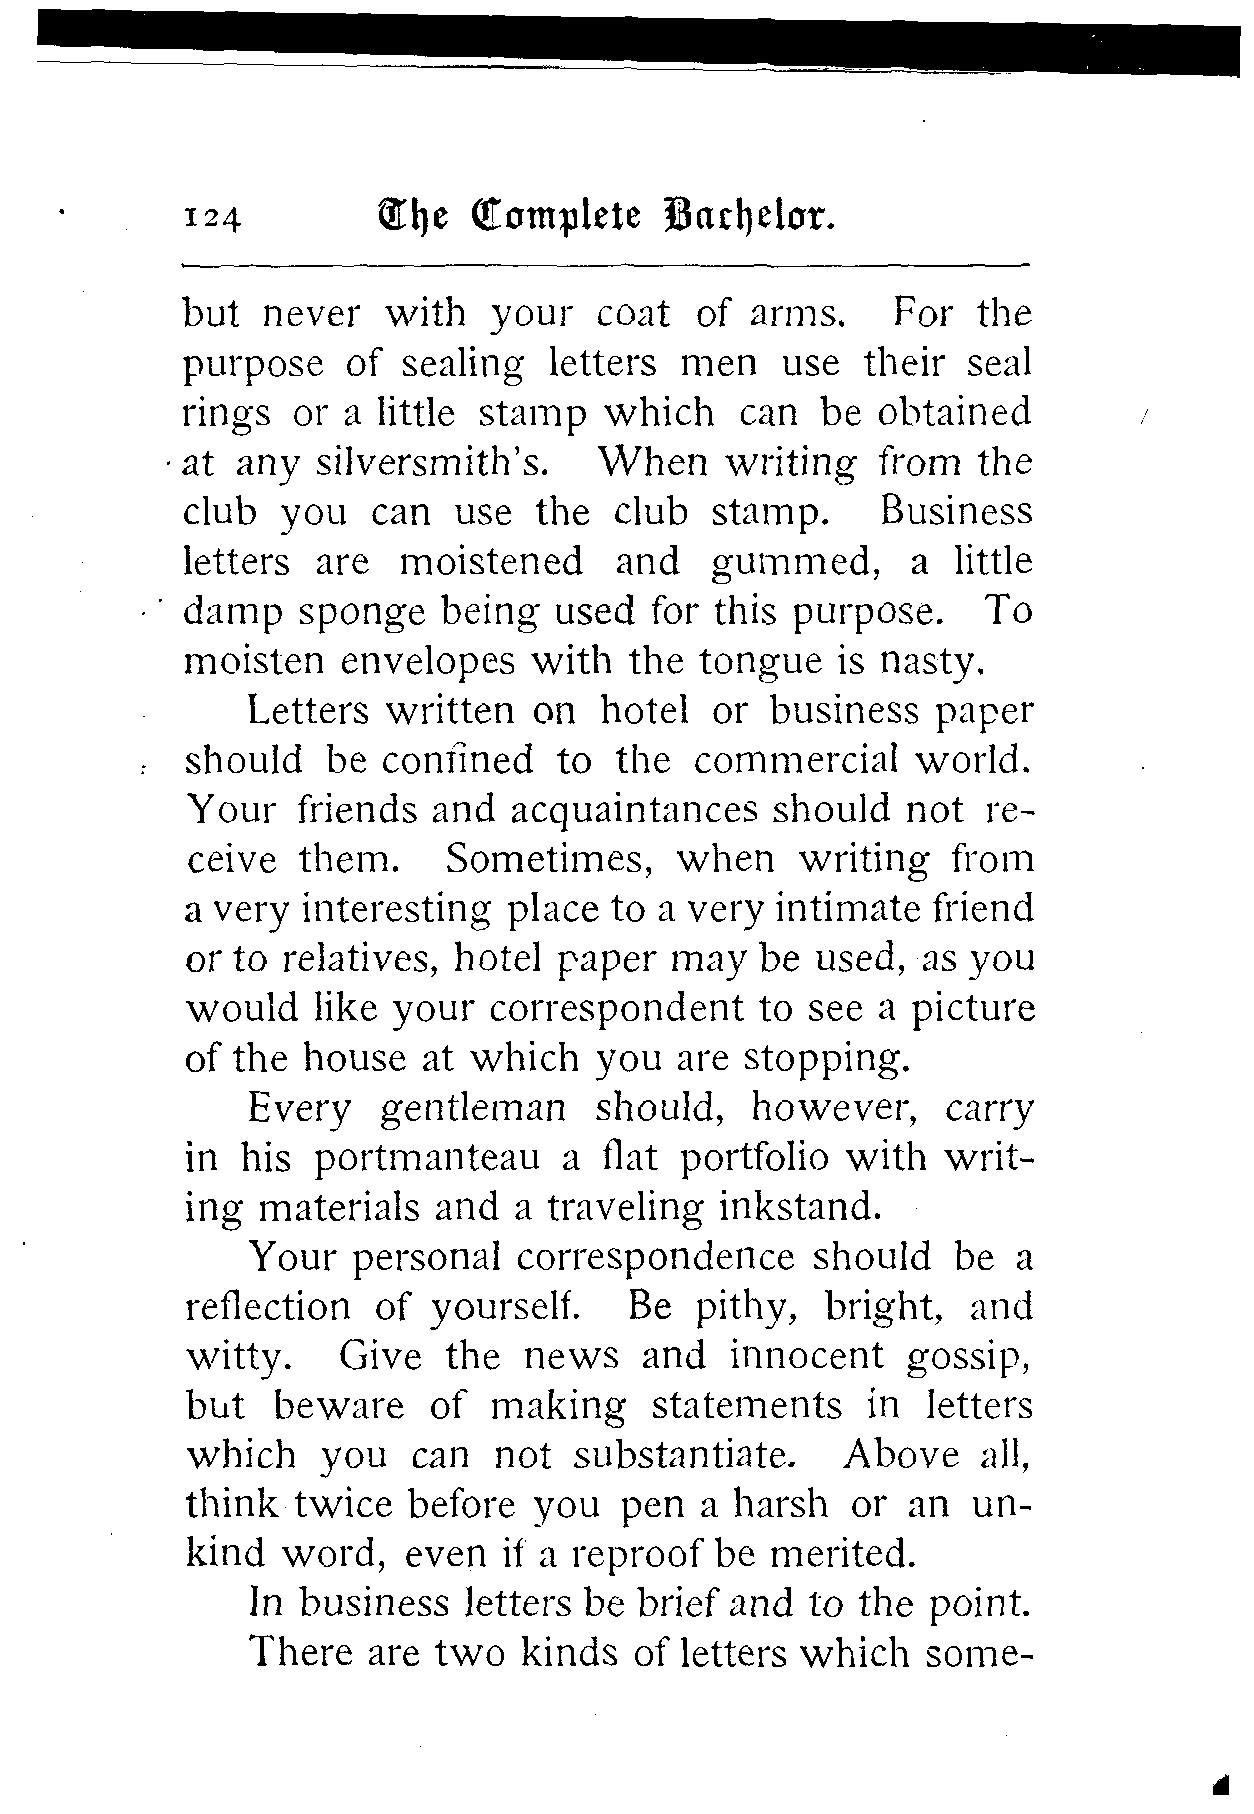 124 The Complete Bachelor.
but never with your coat of arms. For the
purpose of sealing letters men use their seal
rings or a little stamp which can be obtained
at any silversmith's. When writing from the
club you can use the club stamp. Business
letters are moistened and gummed, a little
damp sponge being used for this purpose. To
moisten envelopes with the tongue is nasty.
Letters written on hotel or business paper
should be confined to the commercial world.
Your friends and acquaintances should not re-
ceive them. Sometimes, when writing from
a very interesting place to a very intimate friend
or to relatives, hotel paper may be used, as you
would like your correspondent to see a picture
of the house at which you are stopping.
Every gentleman should, however, carry
in his portmanteau a flat portfolio with writ-
ing materials and a traveling inkstand.
Your personal correspondence should be a
reflection of yourself. Be pithy, bright, and
witty. Give the news and innocent gossip,
but beware of making statements in letters
which you can not substantiate. Above all,
think twice before you pen a harsh or an un-
kind word, even if a reproof be merited.
In business letters be brief and to the point.
There are two kinds of letters which some-